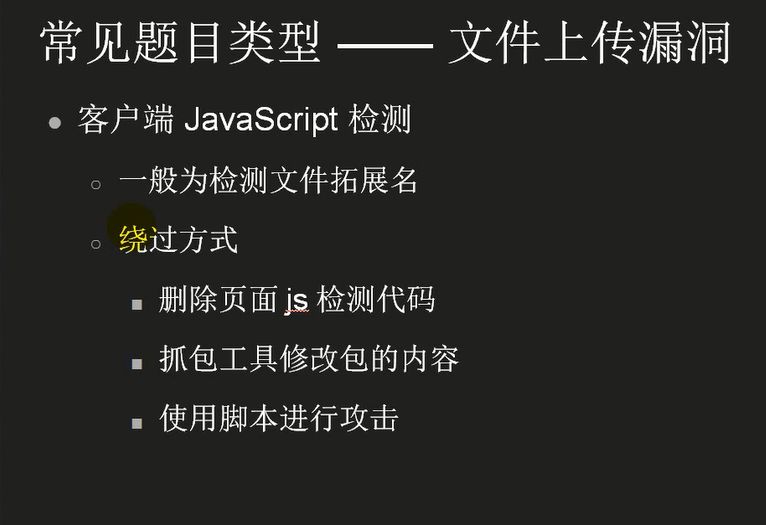 常见题目类型 —— 文件上传漏洞
客户端 JavaScript 检测
一般为检测文件拓展名
绕过方式
删除页面 js 检测代码
抓包工具修改包的内容
使用脚本进行攻击